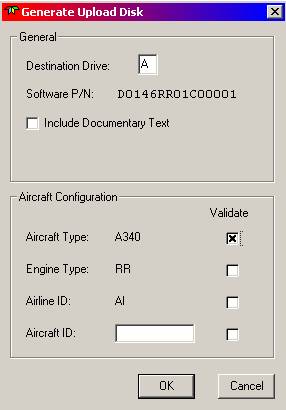 Generate Upload Disk
General
Destination Drive: A
Software P/N: D0146RR01C00001
Include Documentary Text
Aircraft Configuration
Validate
Aircraft Type: A340
Engine Type: RR
Airline ID: AI
Aircraft ID:
OK Cancel